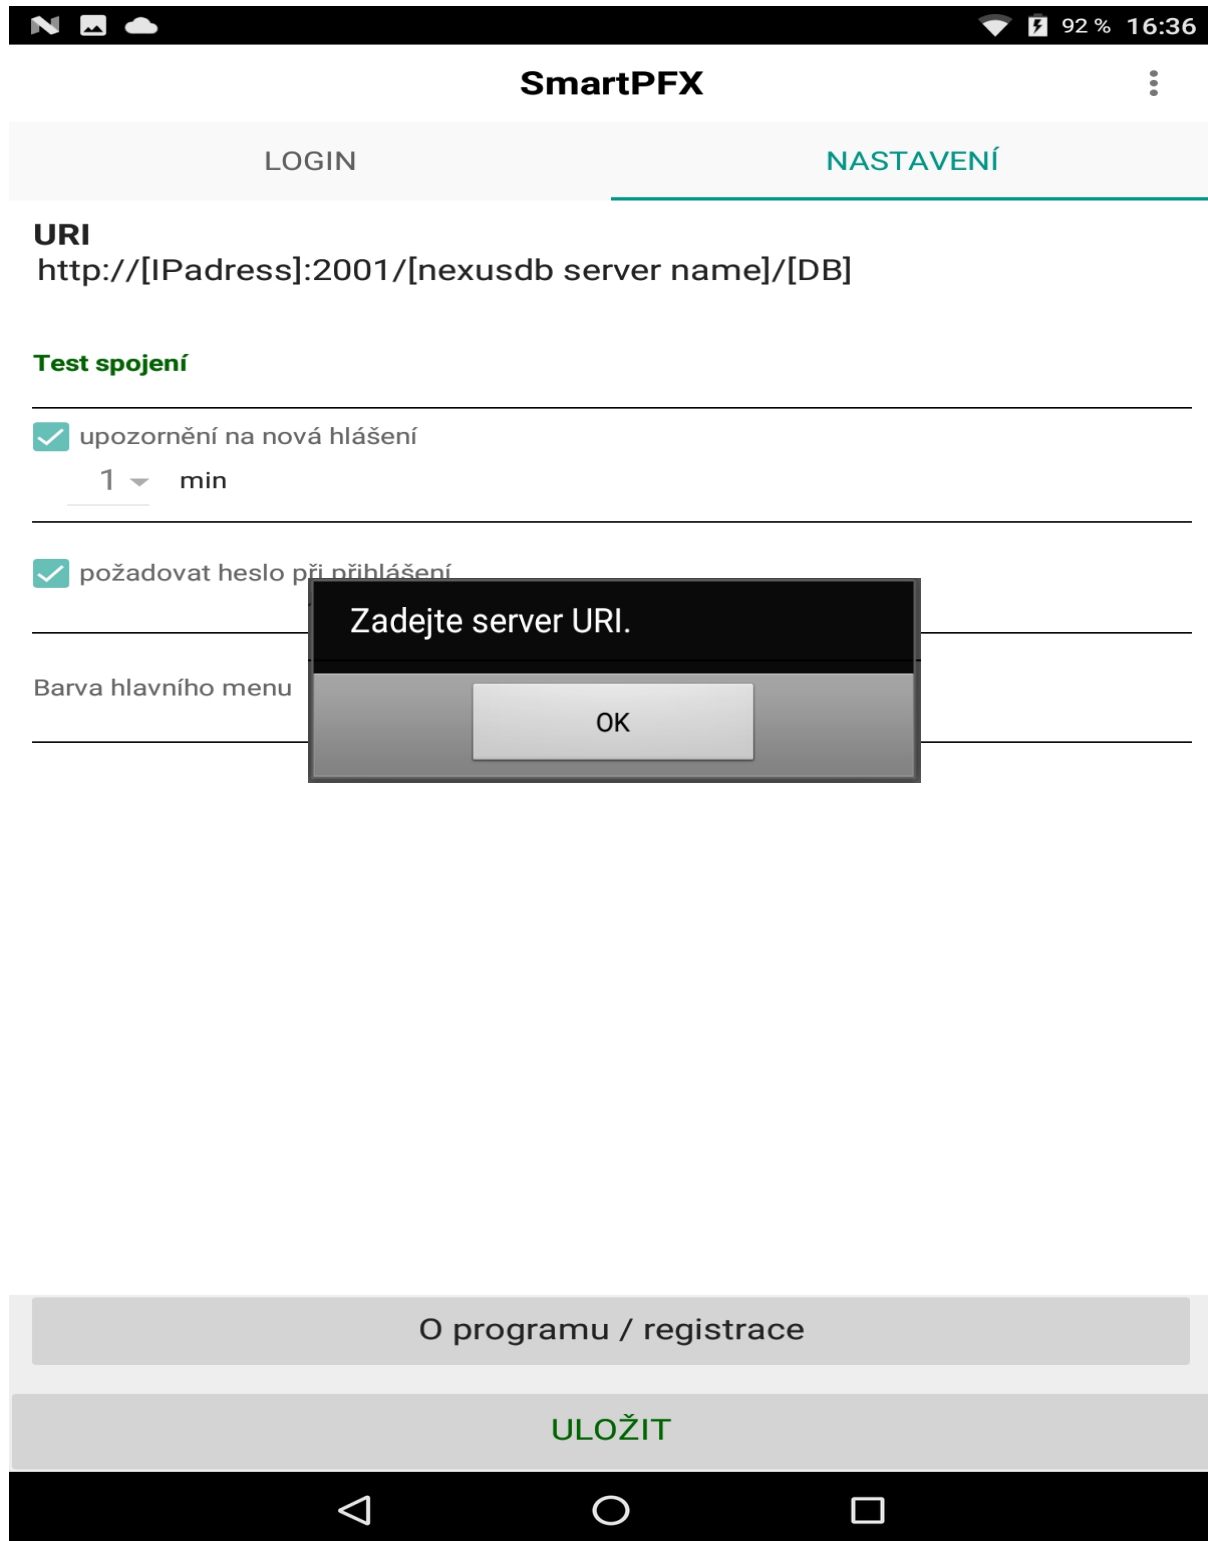 92 % 16:36
SmartPFX
LOGIN NASTAVENÍ
URI
http://[IPadress]:2001/[nexusdb server name]/[DB]
Test spojení
upozornění na nová hlášení
1 min
požadovat heslo při přihlášení
Zadejte server URI.
Barva hlavního menu
OK
O programu / registrace
ULOŽIT